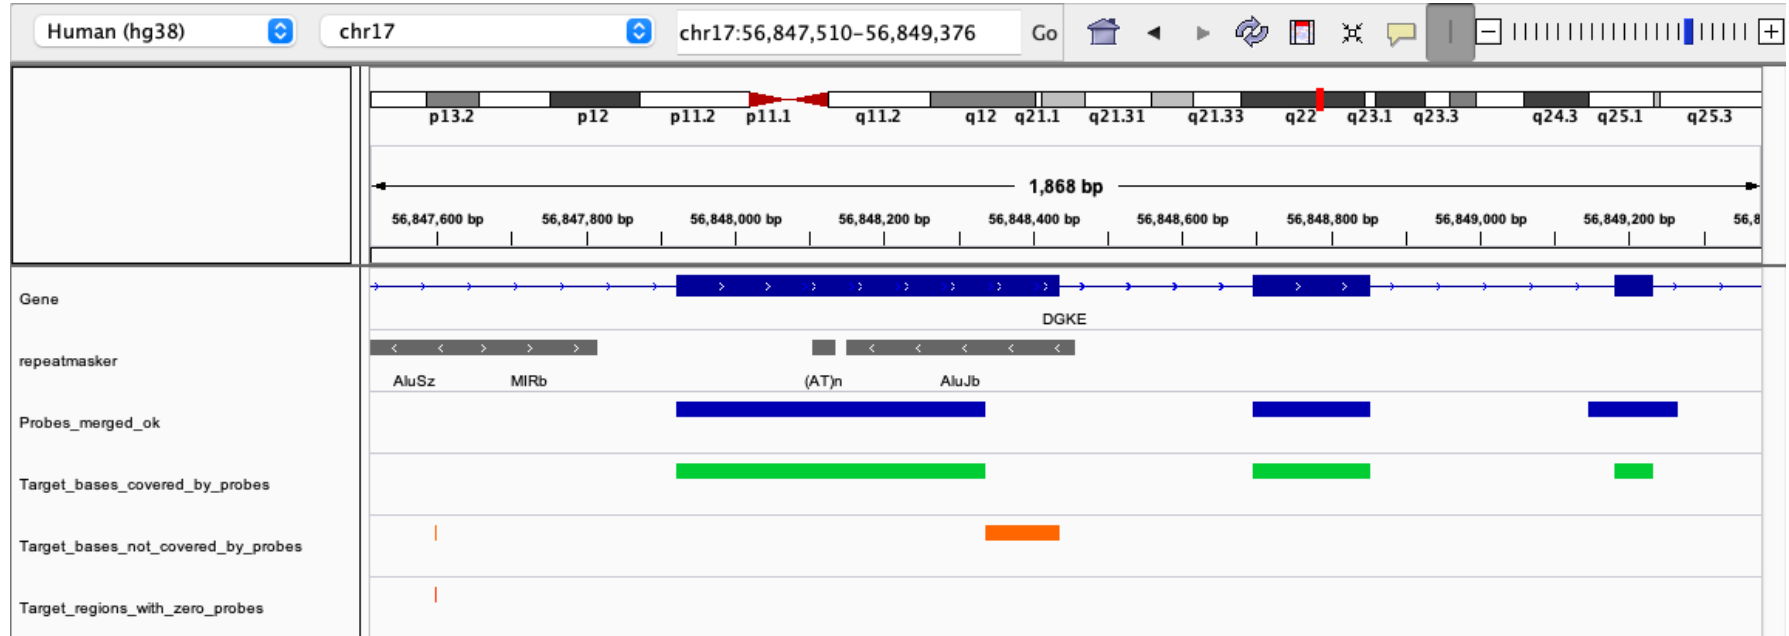 Human (hg38) chr17 chr17:56,847,510-56,849,376 Go
p13.2 p12 p11.2 p11.1 q11.2 q12 q21.1 q21.31 q21.33 q22 q23.1 q23.3 q24.3 q25.1 q25.3
1,868 bp
56,847,600 bp 56,847,800 bp 56,848,000 bp 56,848,200 bp 56,848,400 bp 56,848,600 bp 56,848,800 bp 56,849,000 bp 56,849,200 bp 56,8
Gene
DGKE
repeatmasker
AluSz MIRb (AT)n AluJb
Probes_merged_ok
Target_bases_covered_by_probes
Target_bases_not_covered_by_probes
Target_regions_with_zero_probes